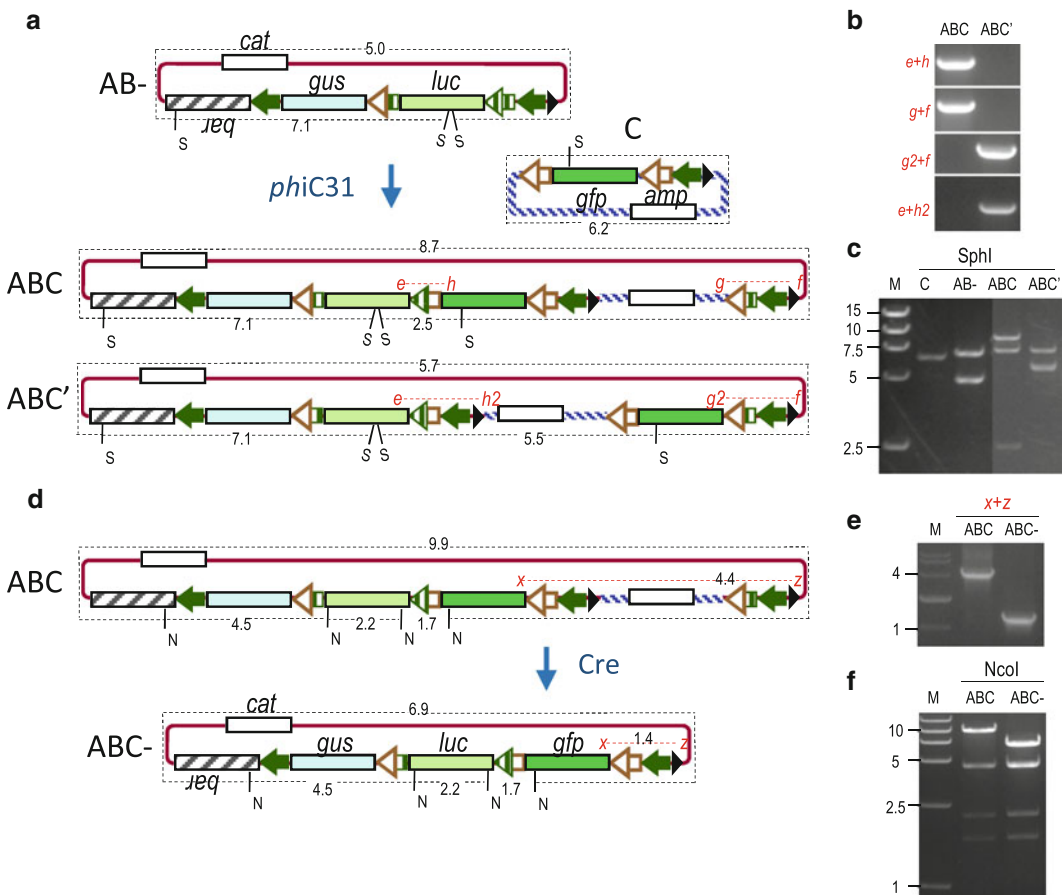 a
cat
5.0
AB-
gus
luc
bar
7.1
S
S S
phiC31
C
S
gfp
amp
6.2
ABC
8.7
e
h
g
f
7.1
2.5
S
S S
S
ABC'
5.7
e
h2
g2
f
7.1
5.5
S
S S
S
d
ABC
9.9
x
4.4
z
4.5
2.2
1.7
N
N
N
N
Cre
ABC-
cat
6.9
gus
luc
gfp
x
1.4
z
bar
4.5
2.2
1.7
N
N
N
N
b
ABC ABC'
e+h
g+f
g2+f
e+h2
c
SphI
M C AB- ABC ABC'
15
10
7.5
5
2.5
e
x+z
M ABC ABC-
4
1
f
NcoI
M ABC ABC-
10
5
2.5
1